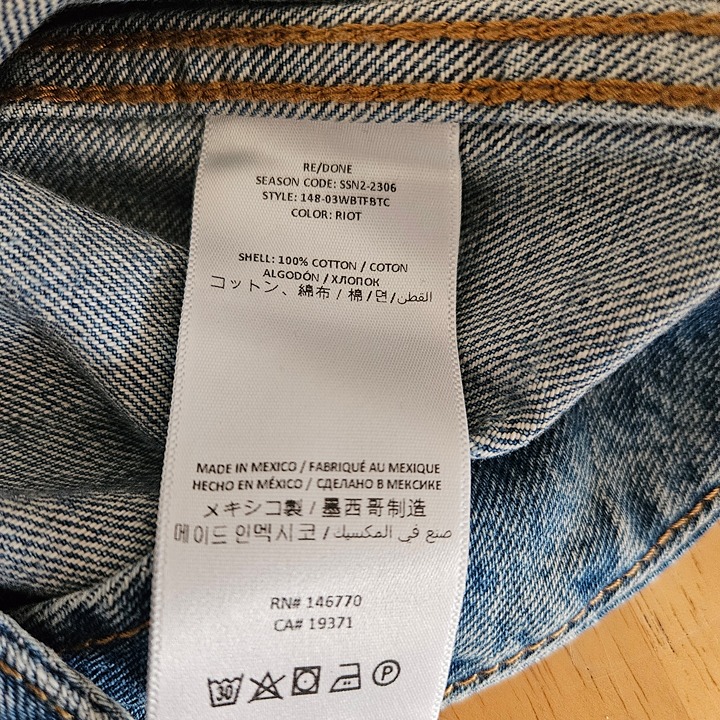 RE/DONE
SEASON CODE: SSN2-2306
STYLE: 148-03WBTFBTC
COLOR: RIOT
SHELL: 100% COTTON / COTON
ALGODÓN / ХЛОПОК
コットン、綿布 / 棉 / 면 / القطن
MADE IN MEXICO / FABRIQUÉ AU MEXIQUE
HECHO EN MÉXICO / СДЕЛАНО В МЕКСИКЕ
メキシコ製 / 墨西哥制造
메이드 인멕시코 / صنع في المكسيك
RN# 146770
CA# 19371
30 P